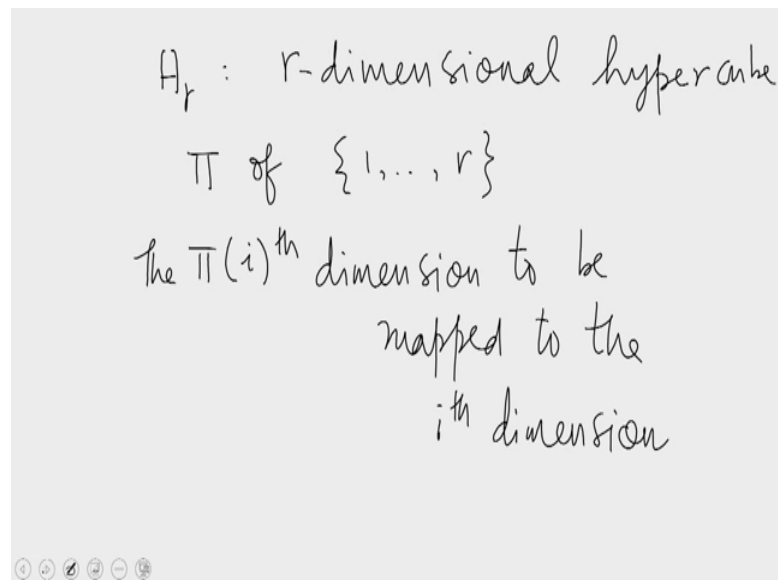 H_r : r-dimensional hypercube
π of {1,..,r}
The π(i)^th dimension to be
mapped to the
i^th dimension